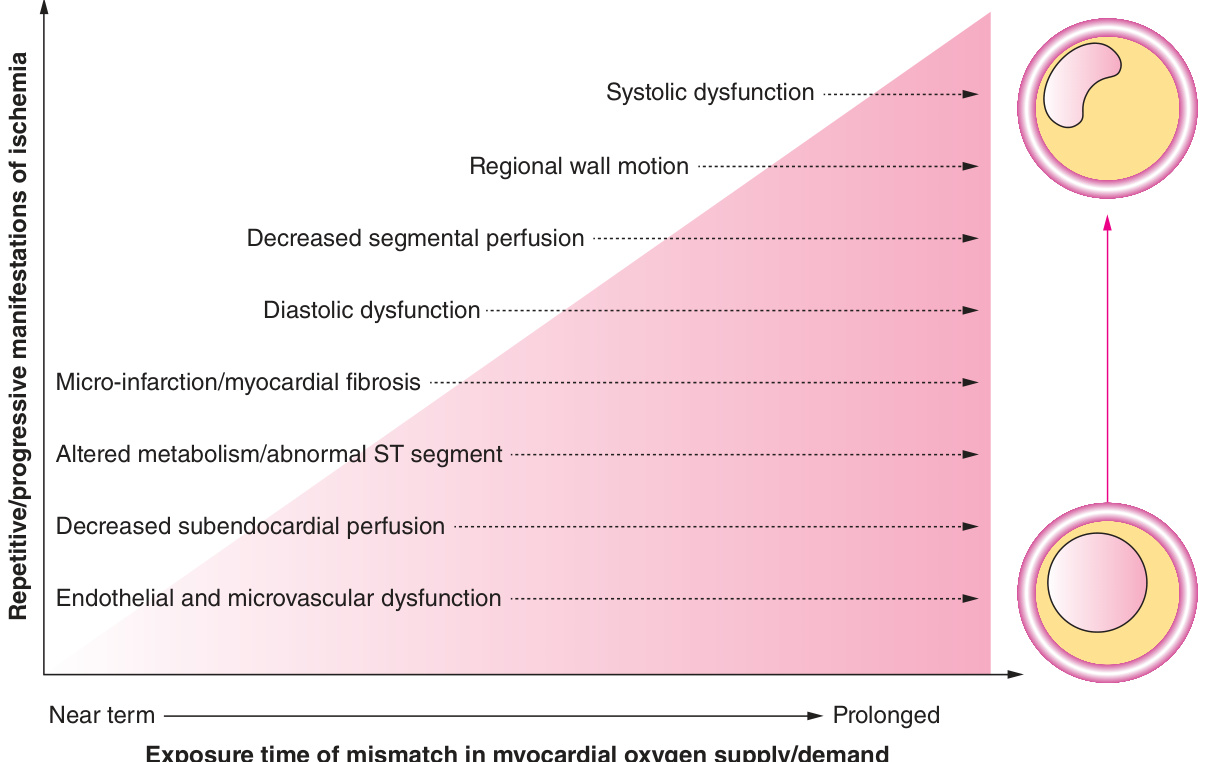 Repetitive/progressive manifestations of ischemia
Systolic dysfunction
Regional wall motion
Decreased segmental perfusion
Diastolic dysfunction
Micro-infarction/myocardial fibrosis
Altered metabolism/abnormal ST segment
Decreased subendocardial perfusion
Endothelial and microvascular dysfunction
Near term
Prolonged
Exposure time of mismatch in myocardial oxygen supply/demand